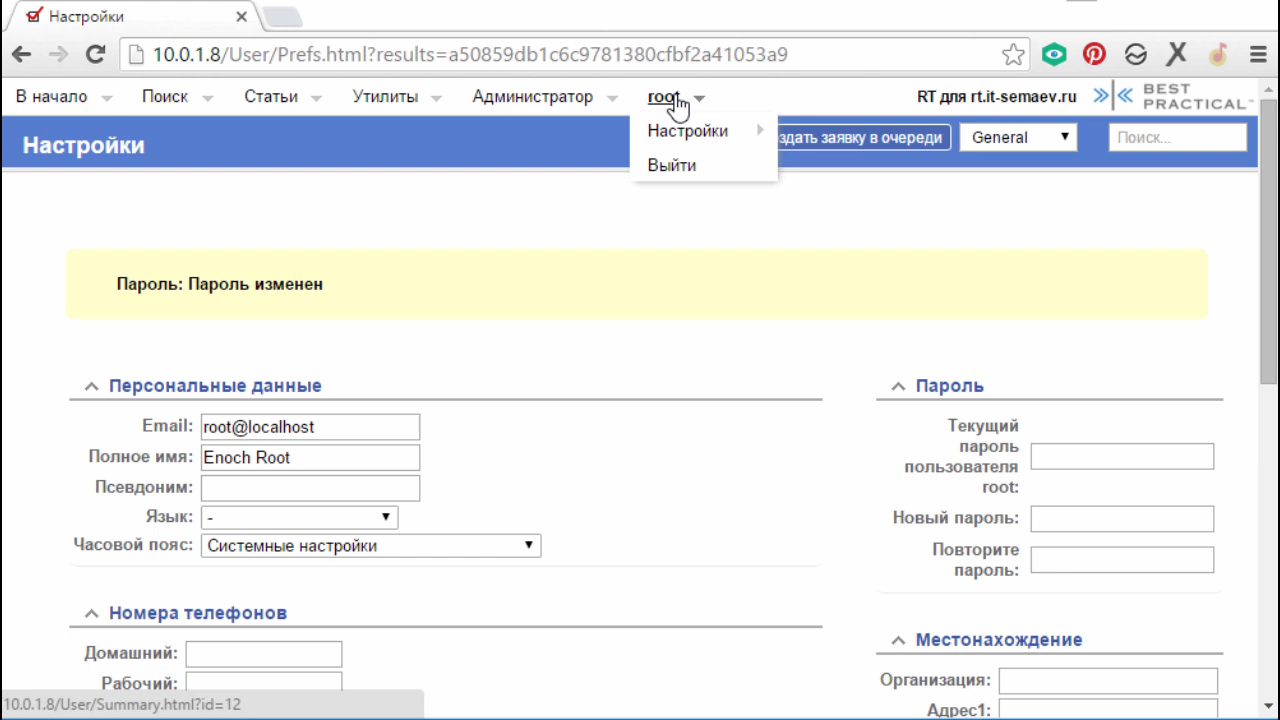 Настройки
10.0.1.8/User/Prefs.html?results=a50859db1c6c9781380cfbf2a41053a9
В начало Поиск Статьи Утилиты Администратор root RT для rt.it-semaev.ru BEST PRACTICAL™
Настройки
Выйти
Настройки
здать заявку в очереди General Поиск...
Пароль: Пароль изменен
Персональные данные
Email: root@localhost
Полное имя: Enoch Root
Псевдоним:
Язык: -
Часовой пояс: Системные настройки
Номера телефонов
Домашний:
Рабочий:
Пароль
Текущий
пароль
пользователя
root:
Новый пароль:
Повторите
пароль:
Местонахождение
Организация:
Адрес1:
10.0.1.8/User/Summary.html?id=12